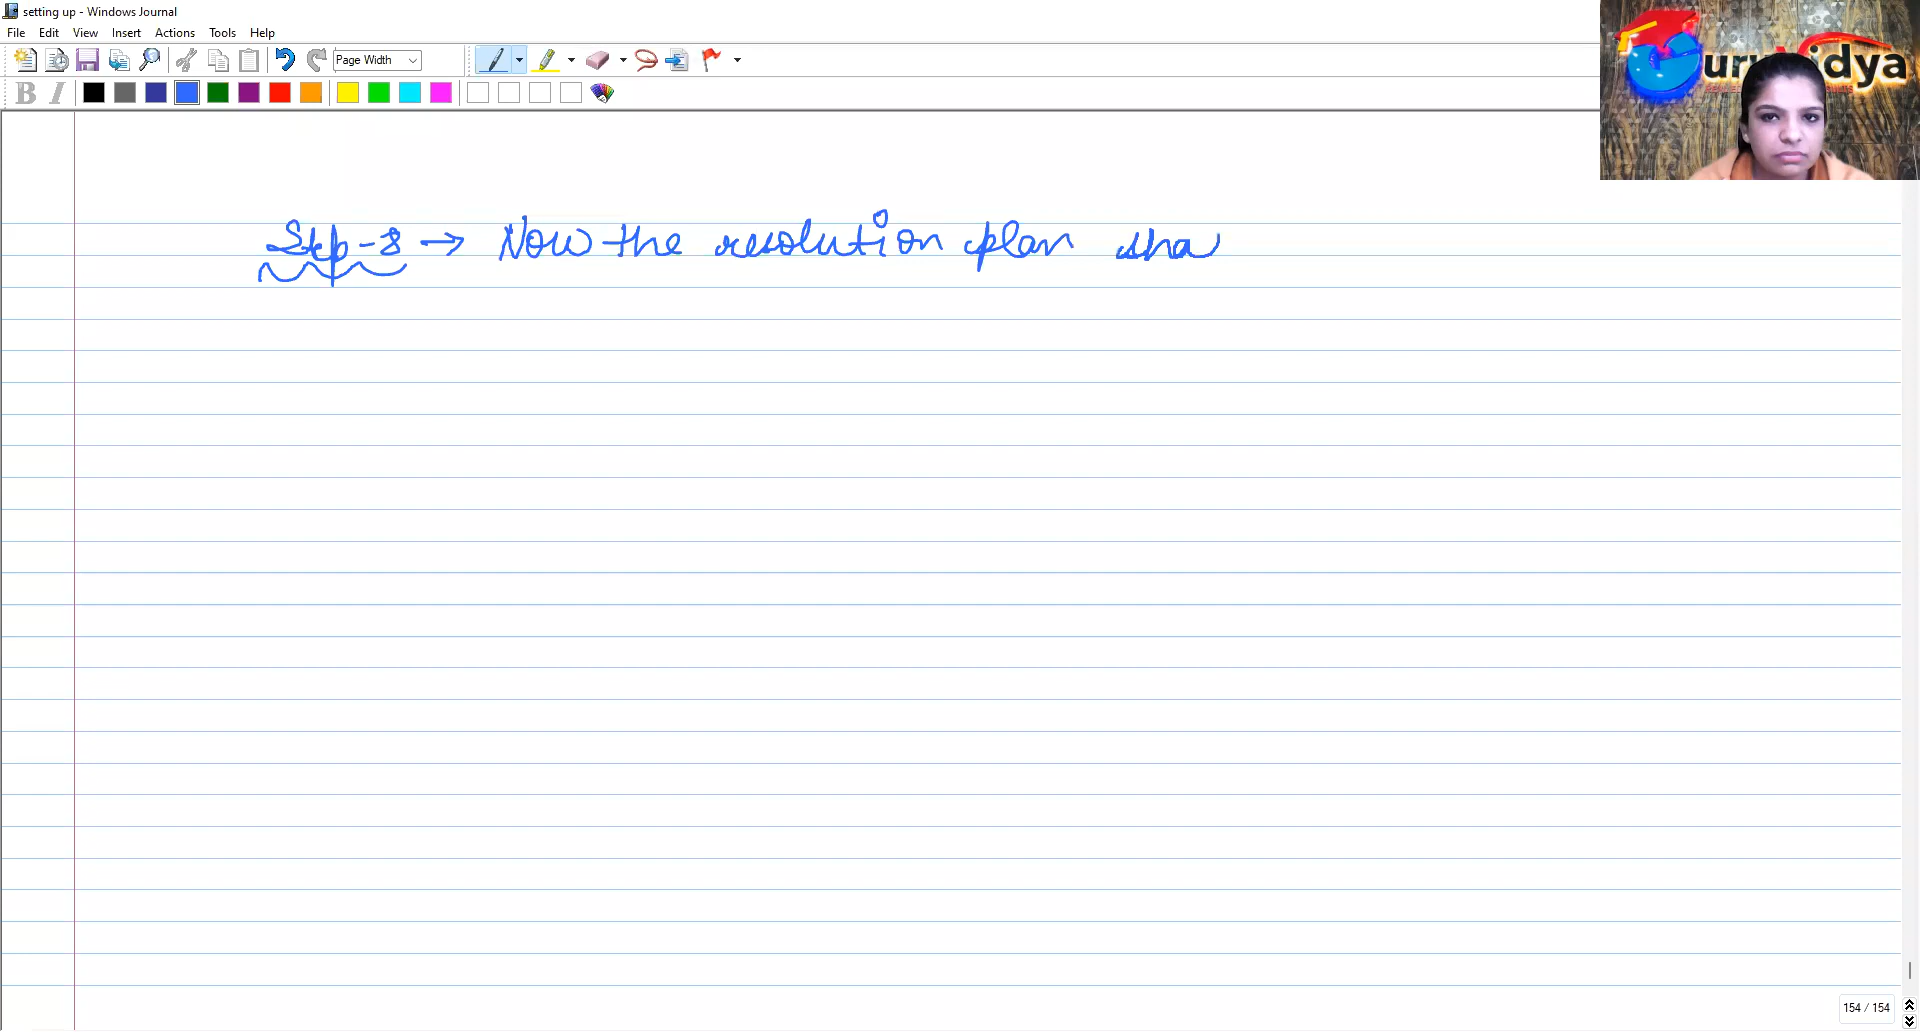 setting up - Windows Journal
File Edit View Insert Actions Tools Help
Page Width
B I
Step-8 → Now the resolution plan sha
154 / 154